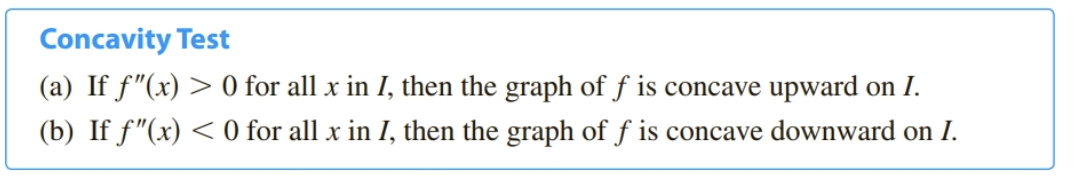 Concavity Test
(a) If f″(x) > 0 for all x in I, then the graph of f is concave upward on I.
(b) If f″(x) < 0 for all x in I, then the graph of f is concave downward on I.